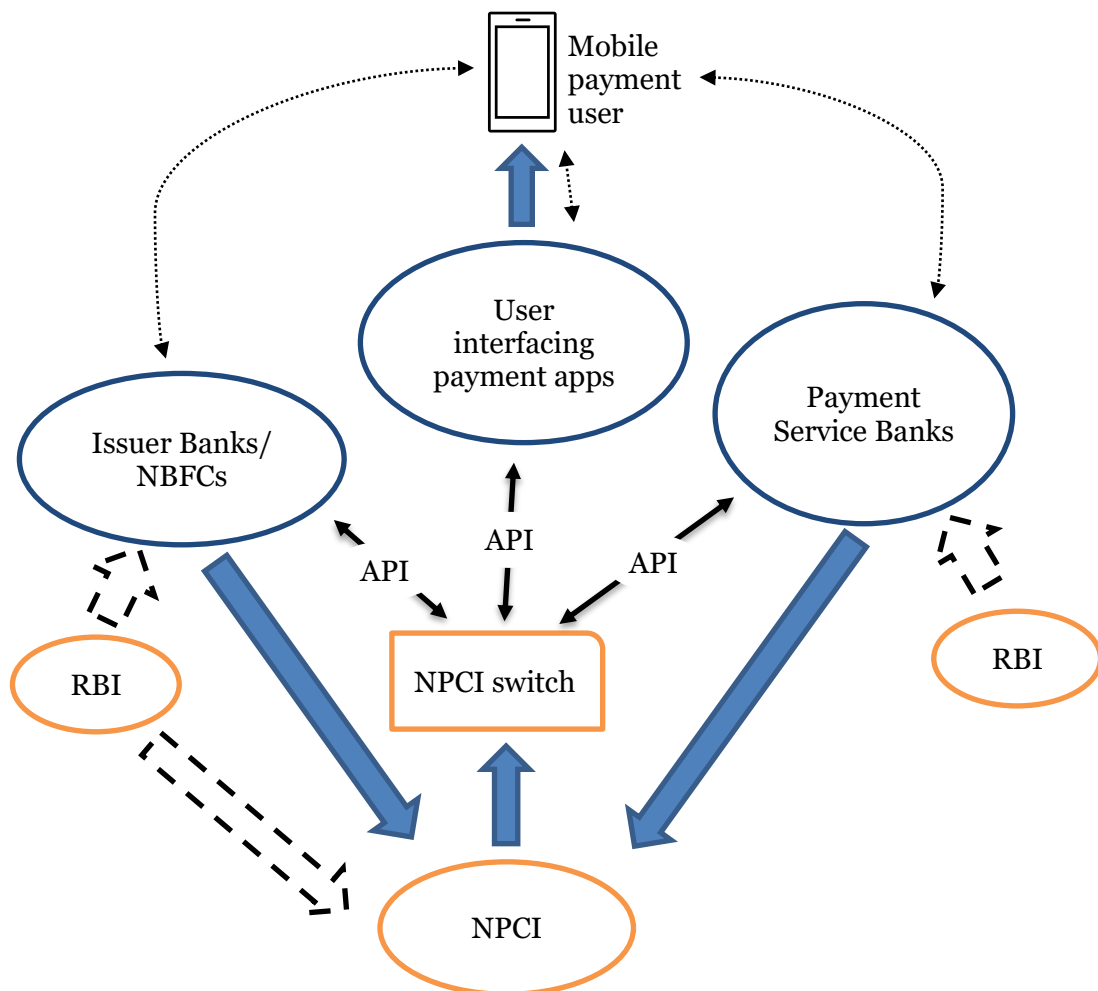 Mobile
payment
user
User
interfacing
payment apps
Payment
Service Banks
Issuer Banks/
NBFCs
API
API
API
RBI
NPCI switch
RBI
NPCI